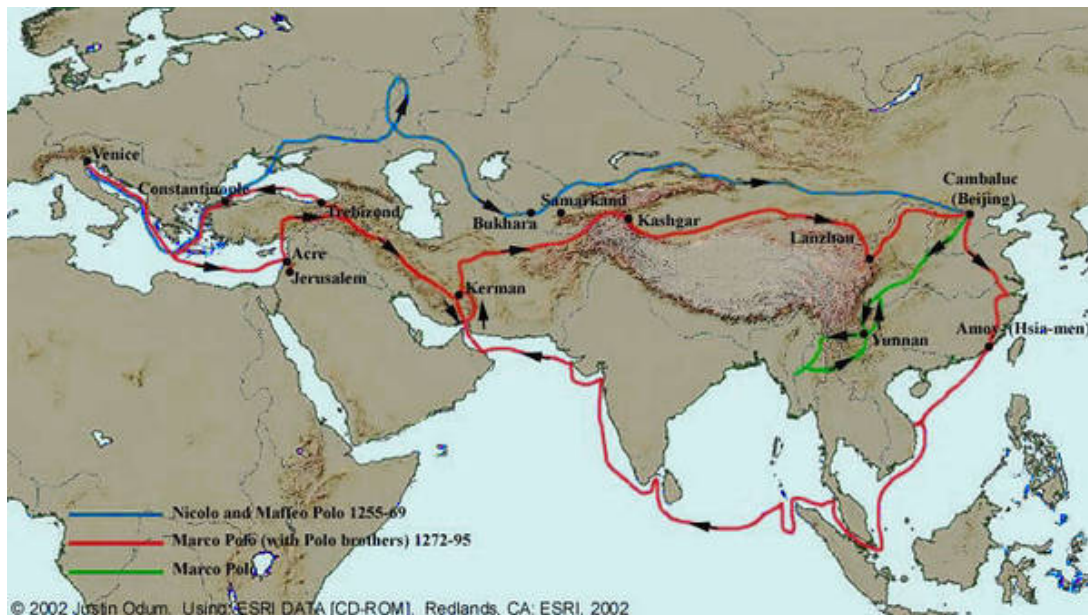 Venice
Constantinople
Trebizond
Acre
Jerusalem
Bukhara
Samarkand
Kashgar
Kerman
Lanzhou
Cambaluc
(Beijing)
Yunnan
Amoy (Hsia-men)
Nicolo and Maffeo Polo 1255-69
Marco Polo (with Polo brothers) 1272-95
Marco Polo
© 2002 Justin Odum. Using: ESRI DATA [CD-ROM]. Redlands, CA: ESRI, 2002